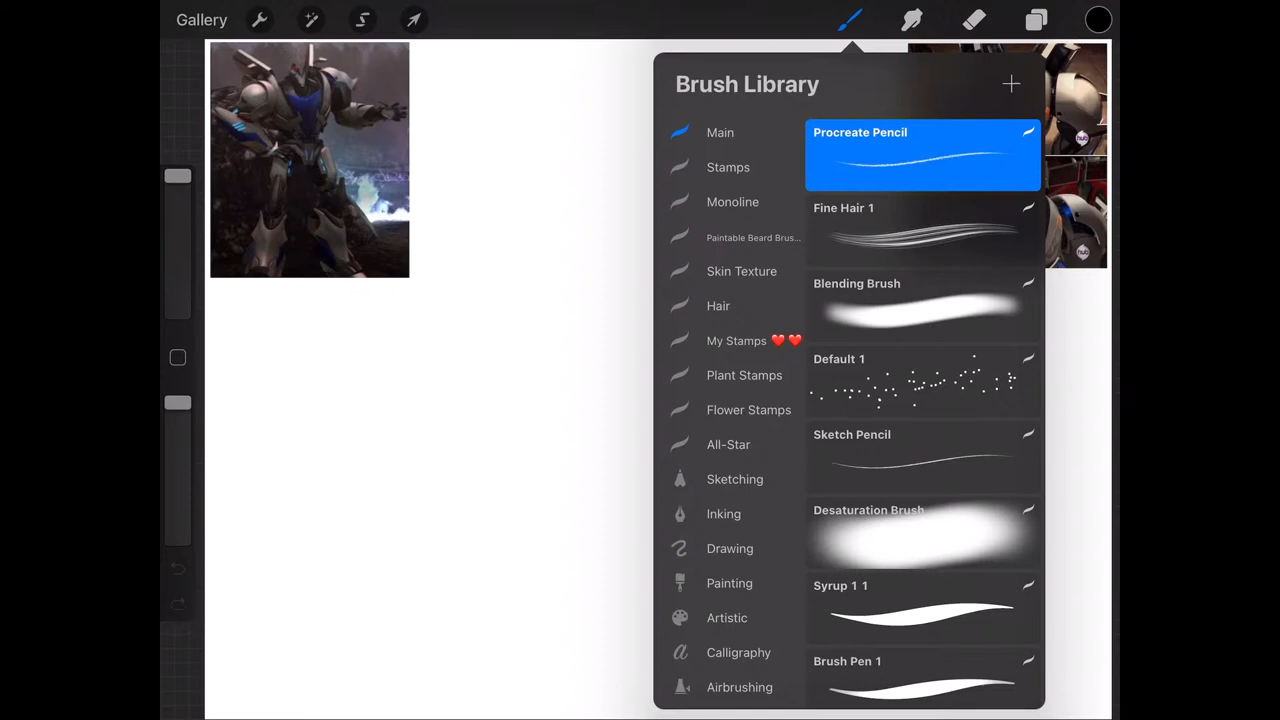 Gallery
Brush Library
Main
Stamps
Monoline
Paintable Beard Brus...
Skin Texture
Hair
My Stamps ❤️❤️
Plant Stamps
Flower Stamps
All-Star
Sketching
Inking
Drawing
Painting
Artistic
Calligraphy
Airbrushing
Procreate Pencil
Fine Hair 1
Blending Brush
Default 1
Sketch Pencil
Desaturation Brush
Syrup 1 1
Brush Pen 1
hub
hub